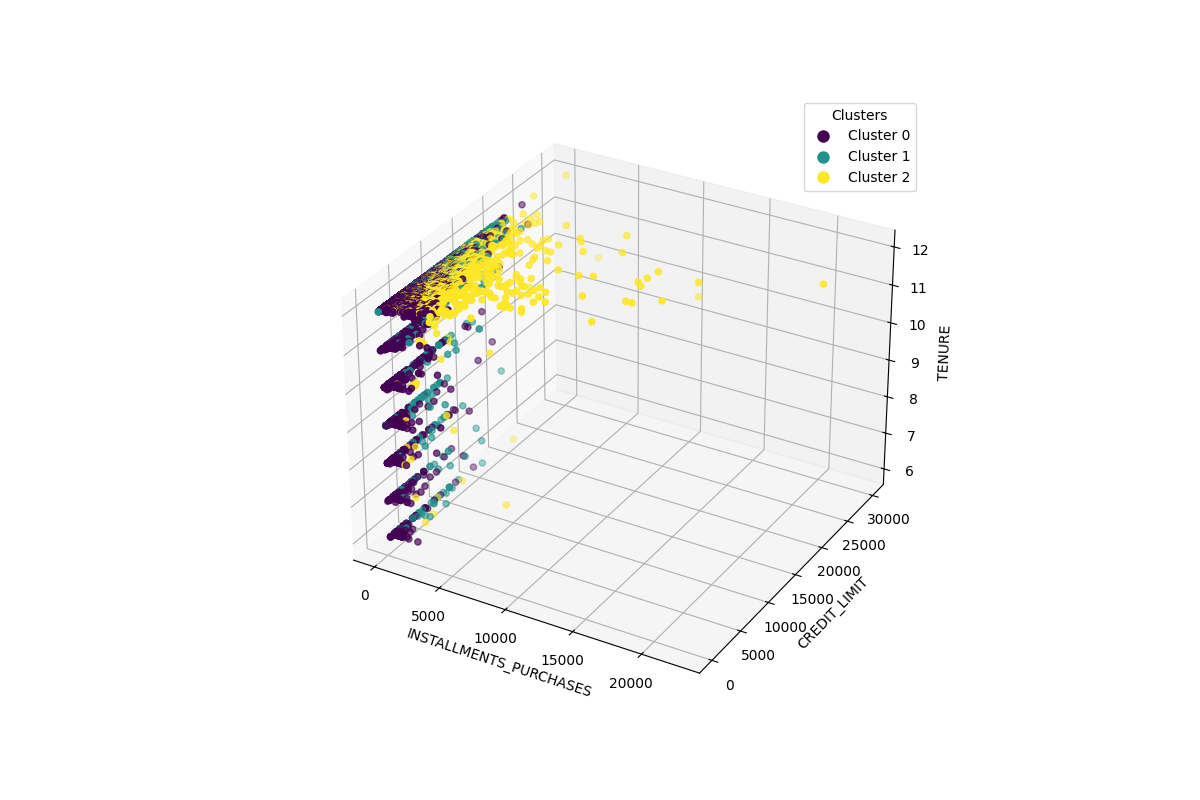 Clusters
Cluster 0
Cluster 1
Cluster 2
12
11
10
9
8
7
6
TENURE
30000
25000
20000
15000
10000
5000
0
CREDIT_LIMIT
0
5000
10000
15000
20000
INSTALLMENTS_PURCHASES